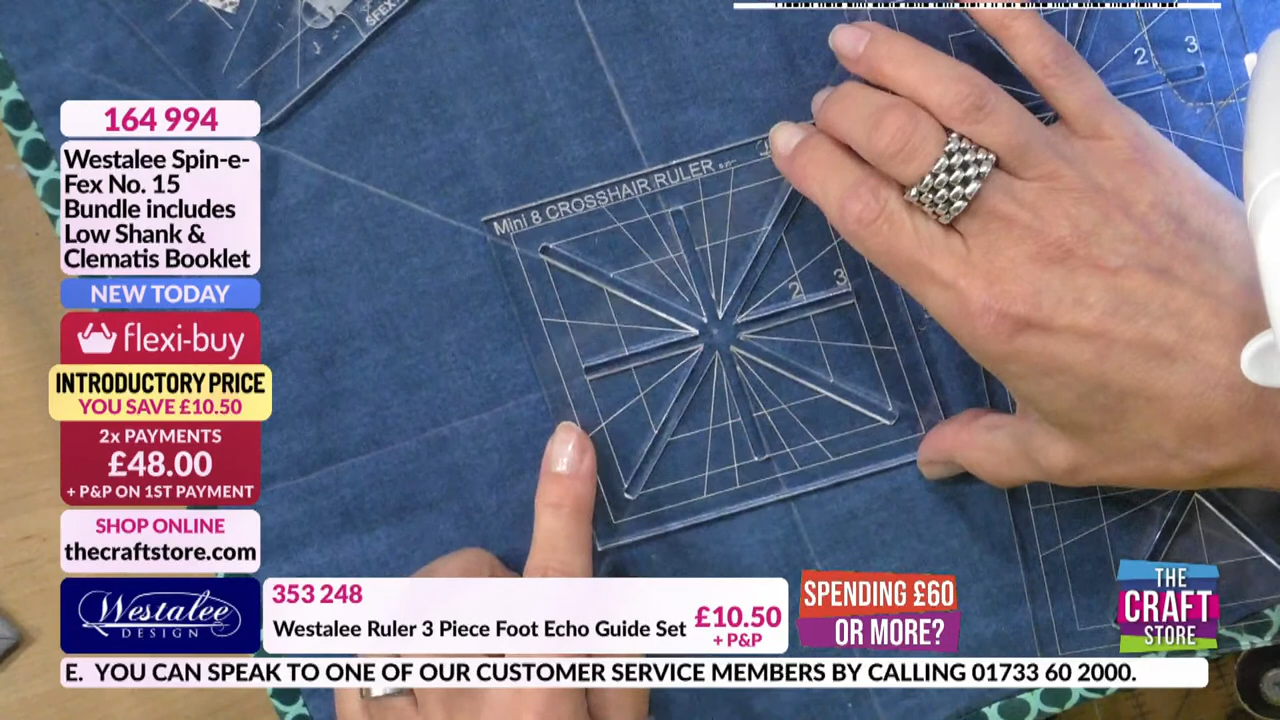 SFEX
2 3
164 994
Westalee Spin-e-
Fex No. 15
Bundle includes
Low Shank &
Clematis Booklet
NEW TODAY
flexi-buy
INTRODUCTORY PRICE
YOU SAVE £10.50
2x PAYMENTS
£48.00
+ P&P ON 1ST PAYMENT
SHOP ONLINE
thecraftstore.com
Mini 8 CROSSHAIR RULER
2 3
Westalee
DESIGN
353 248
Westalee Ruler 3 Piece Foot Echo Guide Set
£10.50
+ P&P
SPENDING £60
OR MORE?
THE
CRAFT
STORE
E. YOU CAN SPEAK TO ONE OF OUR CUSTOMER SERVICE MEMBERS BY CALLING 01733 60 2000.